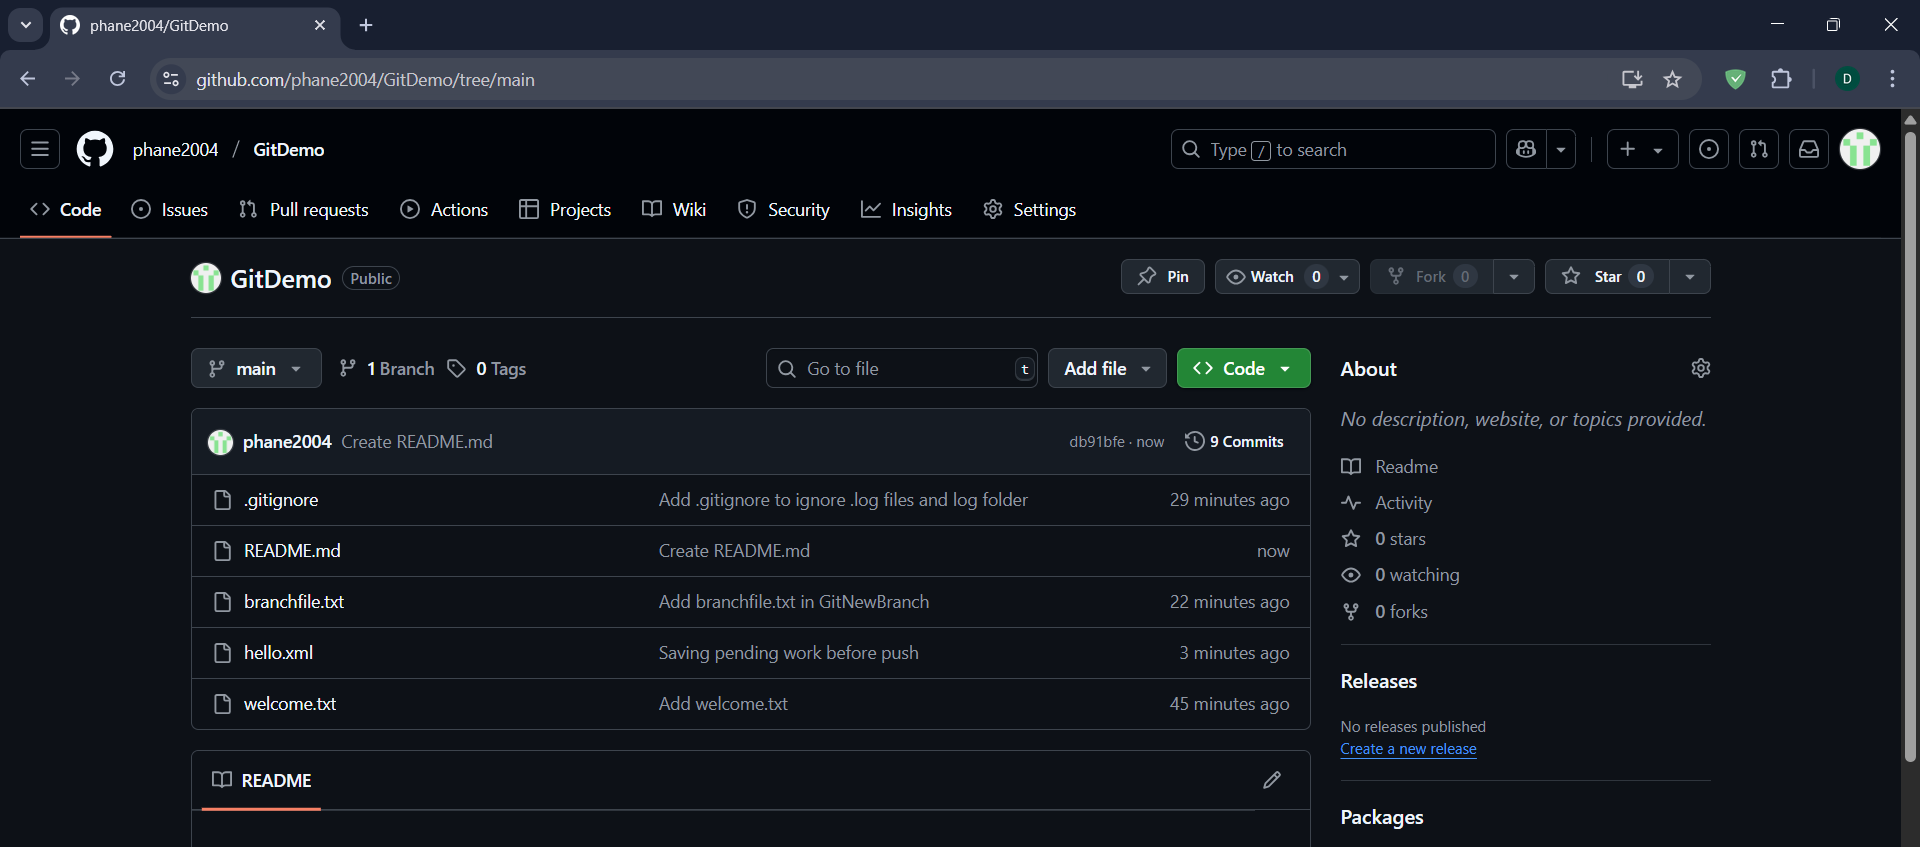 phane2004/GitDemo
github.com/phane2004/GitDemo/tree/main
D
phane2004 / GitDemo
Type / to search
Code Issues Pull requests Actions Projects Wiki Security Insights Settings
GitDemo Public
Pin Watch 0 Fork 0 Star 0
main 1 Branch 0 Tags
Go to file t
Add file
Code
phane2004 Create README.md db91bfe · now 9 Commits
.gitignore Add .gitignore to ignore .log files and log folder 29 minutes ago
README.md Create README.md now
branchfile.txt Add branchfile.txt in GitNewBranch 22 minutes ago
hello.xml Saving pending work before push 3 minutes ago
welcome.txt Add welcome.txt 45 minutes ago
README
About
No description, website, or topics provided.
Readme
Activity
0 stars
0 watching
0 forks
Releases
No releases published
Create a new release
Packages